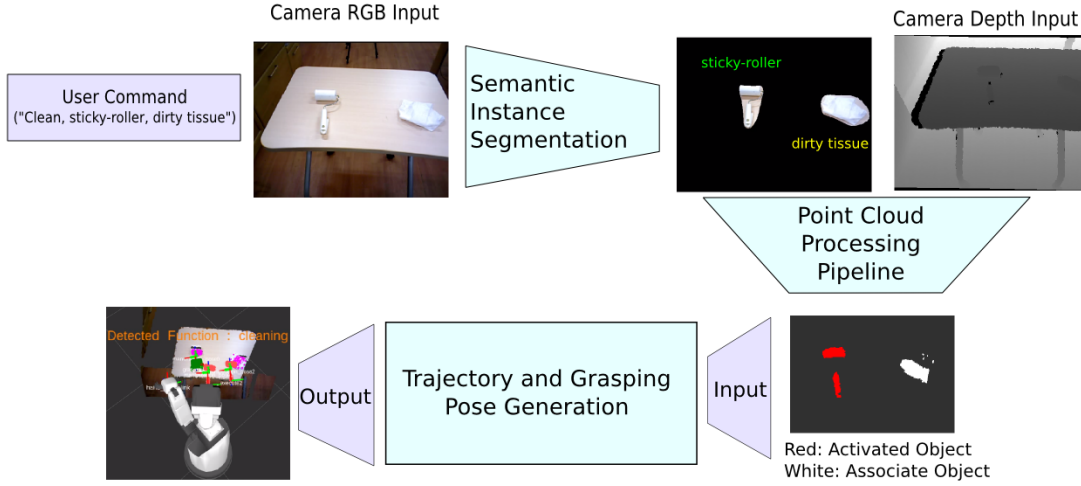 Camera RGB Input
Camera Depth Input
User Command
("Clean, sticky-roller, dirty tissue")
Semantic
Instance
Segmentation
sticky-roller
dirty tissue
Point Cloud
Processing
Pipeline
Detected Function : cleaning
Output
Trajectory and Grasping
Pose Generation
Input
Red: Activated Object
White: Associate Object